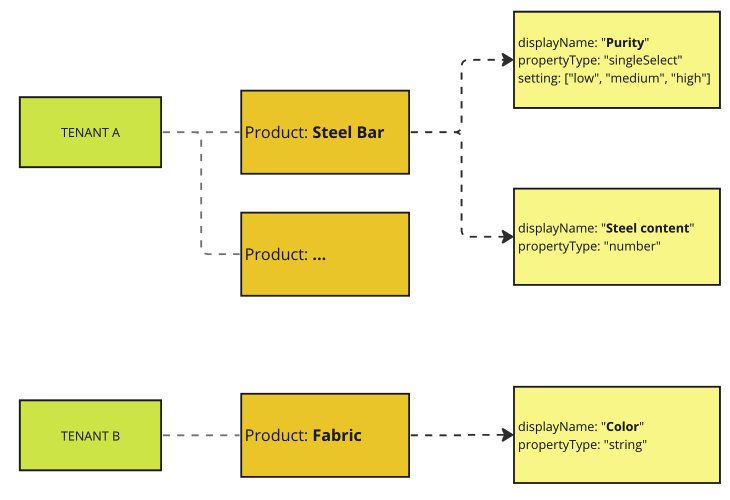 displayName: "Purity"
propertyType: "singleSelect"
setting: ["low", "medium", "high"]
TENANT A
Product: Steel Bar
displayName: "Steel content"
propertyType: "number"
Product: ...
TENANT B
Product: Fabric
displayName: "Color"
propertyType: "string"